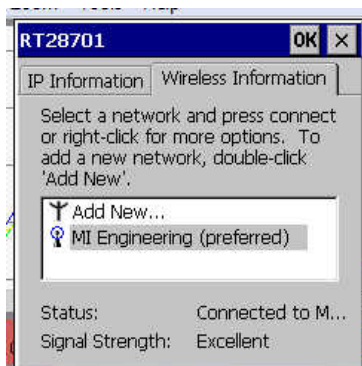 RT28701 OK ×
IP Information Wireless Information
Select a network and press connect
or right-click for more options. To
add a new network, double-click
'Add New'.
Add New...
MI Engineering (preferred)
Status: Connected to M...
Signal Strength: Excellent